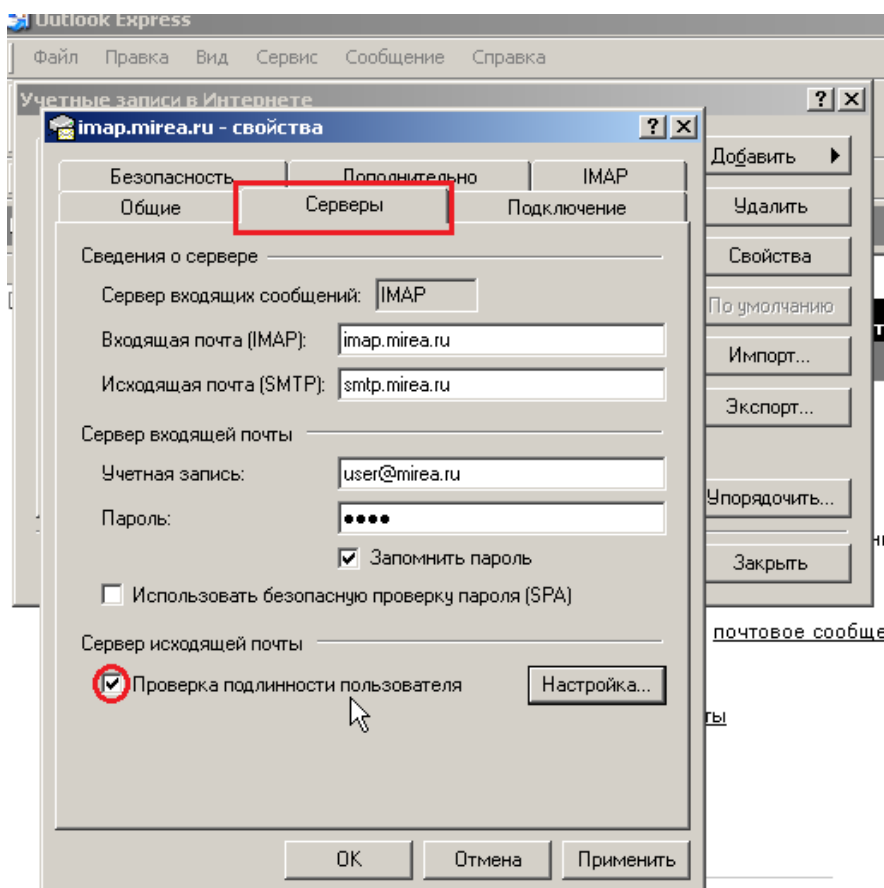 Outlook Express
Файл Правка Вид Сервис Сообщение Справка
Учетные записи в Интернете
imap.mirea.ru - свойства
Безопасность Дополнительно IMAP
Общие Серверы Подключение
Сведения о сервере
Сервер входящих сообщений: IMAP
Входящая почта (IMAP): imap.mirea.ru
Исходящая почта (SMTP): smtp.mirea.ru
Сервер входящей почты
Учетная запись: user@mirea.ru
Пароль: ●●●●
Запомнить пароль
Использовать безопасную проверку пароля (SPA)
Сервер исходящей почты
Проверка подлинности пользователя Настройка...
OK Отмена Применить
Добавить
Удалить
Свойства
По умолчанию
Импорт...
Экспорт...
Упорядочить...
Закрыть
почтовое сообще
ты